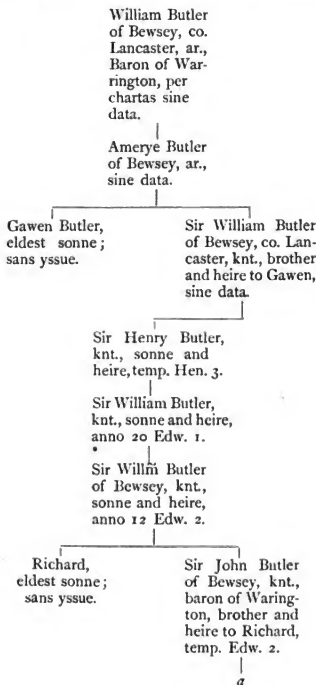 William Butler
of Bewsey, co.
Lancaster, ar.,
Baron of War-
rington, per
chartas sine
data.
Amerye Butler
of Bewsey, ar.,
sine data.
Gawen Butler,
eldest sonne;
sans yssue.
Sir William Butler
of Bewsey, co. Lan-
caster, knt., brother
and heire to Gawen,
sine data.
Sir Henry Butler,
knt., sonne and
heire, temp. Hen. 3.
Sir William Butler,
knt., sonne and heire,
anno 20 Edw. 1.
Sir Willm̃ Butler
of Bewsey, knt.,
sonne and heire,
anno 12 Edw. 2.
Richard,
eldest sonne;
sans yssue.
Sir John Butler
of Bewsey, knt.,
baron of Waring-
ton, brother and
heire to Richard,
temp. Edw. 2.
a